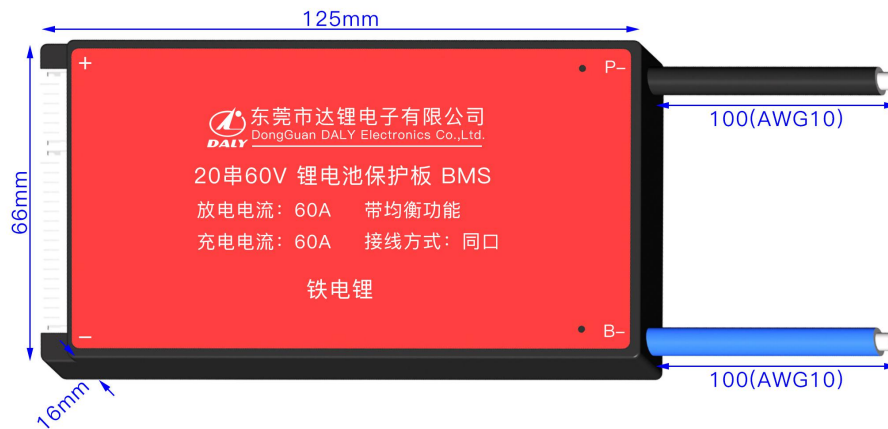 125mm
+
P-
100(AWG10)
DALY
东莞市达锂电子有限公司
DongGuan DALY Electronics Co.,Ltd.
20串60V 锂电池保护板 BMS
放电电流：60A 带均衡功能
充电电流：60A 接线方式：同口
铁电锂
66mm
−
B-
100(AWG10)
16mm